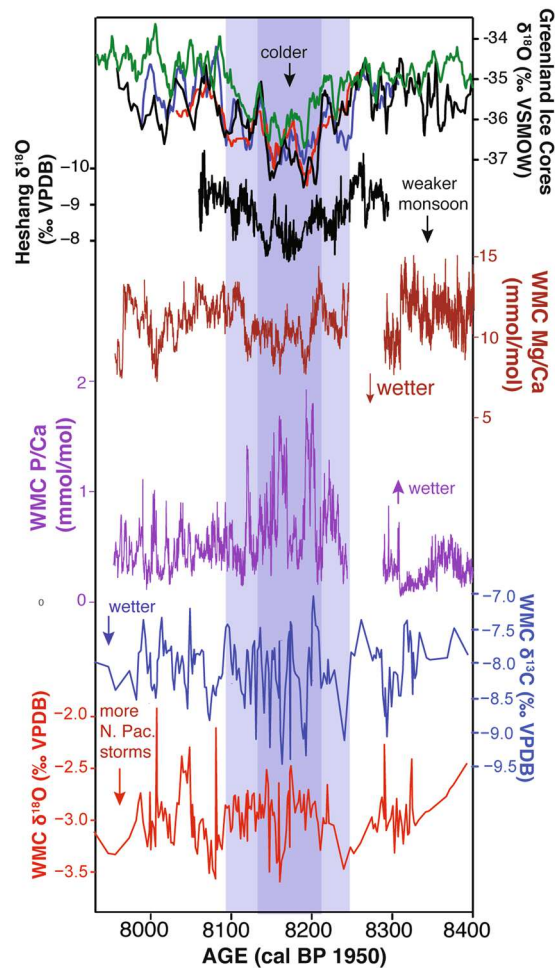 Greenland Ice Cores
δ¹⁸O (‰ VSMOW)
−34
−35
−36
−37
colder
Heshang δ¹⁸O
(‰ VPDB)
−10
−9
−8
weaker
monsoon
WMC Mg/Ca
(mmol/mol)
15
10
5
wetter
WMC P/Ca
(mmol/mol)
2
1
0
wetter
0
WMC δ¹³C
(‰ VPDB)
−7.0
−7.5
−8.0
−8.5
−9.0
−9.5
wetter
WMC δ¹⁸O (‰ VPDB)
−2.0
−2.5
−3.0
−3.5
more
N. Pac.
storms
8000 8100 8200 8300 8400
AGE (cal BP 1950)